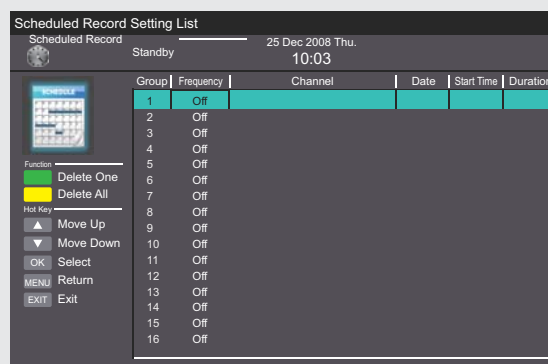 Scheduled Record Setting List
Scheduled Record
Standby
25 Dec 2008 Thu.
10:03
SCHEDULE
Group Frequency Channel Date Start Time Duration
1 Off
2 Off
3 Off
4 Off
5 Off
6 Off
7 Off
8 Off
9 Off
10 Off
11 Off
12 Off
13 Off
14 Off
15 Off
16 Off
Function
Delete One
Delete All
Hot Key
Move Up
Move Down
OK Select
MENU Return
EXIT Exit